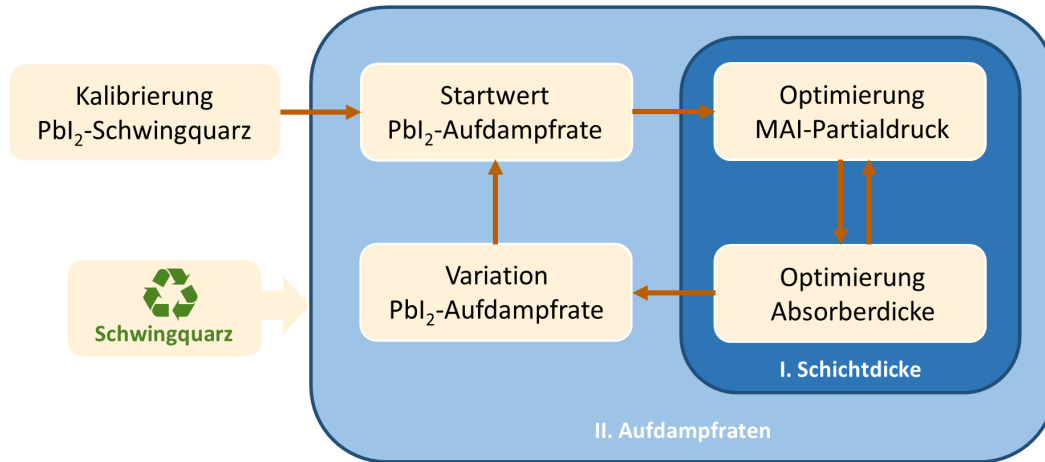 Kalibrierung
PbI₂-Schwingquarz
Startwert
PbI₂-Aufdampfrate
Optimierung
MAI-Partialdruck
Schwingquarz
Variation
PbI₂-Aufdampfrate
Optimierung
Absorberdicke
I. Schichtdicke
II. Aufdampfraten